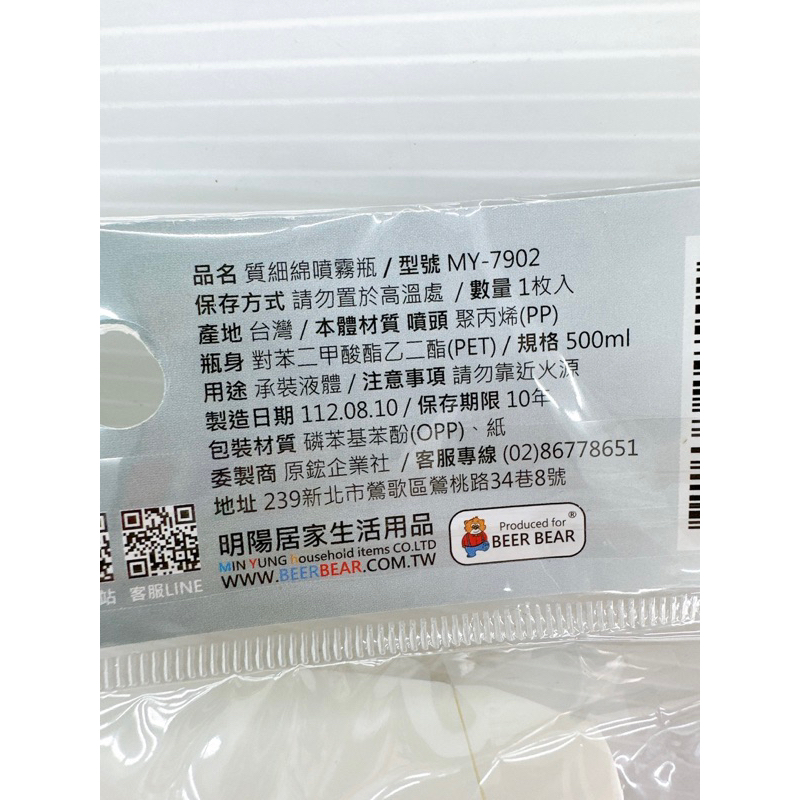 品名 質細綿噴霧瓶 / 型號 MY-7902
保存方式 請勿置於高溫處 / 數量 1枚入
產地 台灣 / 本體材質 噴頭 聚丙烯(PP)
瓶身 對苯二甲酸酯乙二酯(PET) / 規格 500ml
用途 承裝液體 / 注意事項 請勿靠近火源
製造日期 112.08.10 / 保存期限 10年
包裝材質 磷苯基苯酚(OPP)、紙
委製商 原鋐企業社 / 客服專線 (02)86778651
地址 239新北市鶯歌區鶯桃路34巷8號
明陽居家生活用品
MIN YUNG household items CO.LTD
WWW.BEERBEAR.COM.TW
Produced for
BEER BEAR®
站 客服LINE